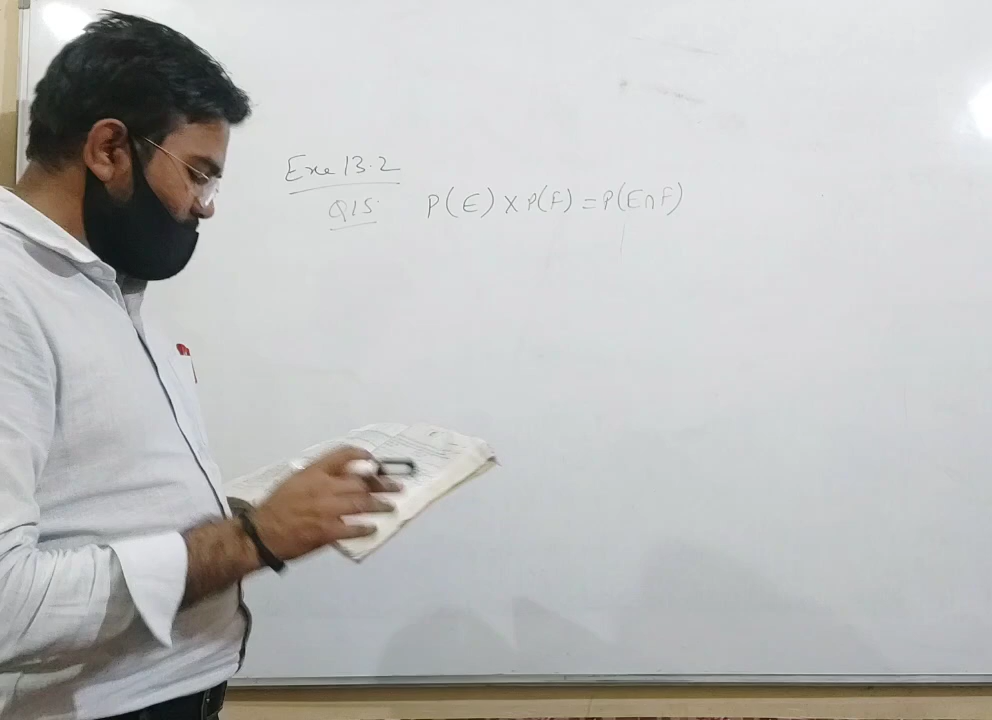 Exe 13.2
Q15. P(E) × P(F) = P(E∩F)